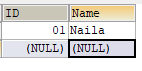 ID Name
01 Naila
(NULL) (NULL)